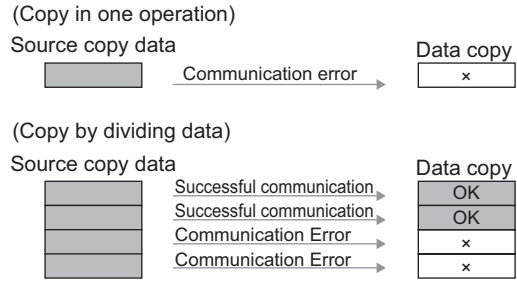 (Copy in one operation)
Source copy data
Data copy
Communication error
×
(Copy by dividing data)
Source copy data
Data copy
Successful communication
OK
Successful communication
OK
Communication Error
×
Communication Error
×